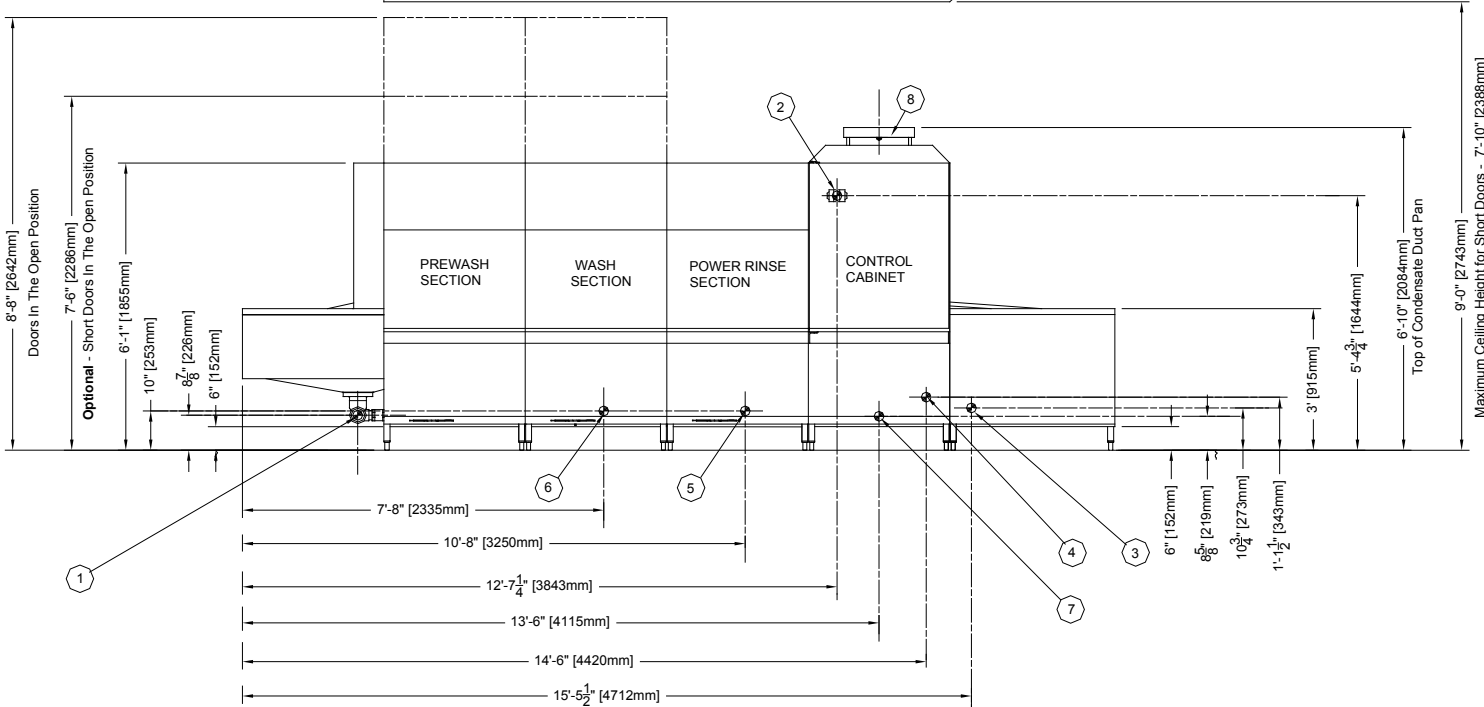 8'-8" [2642mm]
Doors In The Open Position
7'-6" [2286mm]
Optional - Short Doors In The Open Position
6'-1" [1855mm]
10" [253mm]
8 7/8" [226mm]
6" [152mm]
2
8
PREWASH
SECTION
WASH
SECTION
POWER RINSE
SECTION
CONTROL
CABINET
3' [915mm]
5'-4 3/4" [1644mm]
6'-10" [2084mm]
Top of Condensate Duct Pan
9'-0" [2743mm]
Maximum Ceiling Height for Short Doors - 7'-10" [2388mm]
6
5
4
3
1
7
6" [152mm]
8 5/8" [219mm]
10 3/4" [273mm]
1'-1 1/2" [343mm]
7'-8" [2335mm]
10'-8" [3250mm]
12'-7 1/4" [3843mm]
13'-6" [4115mm]
14'-6" [4420mm]
15'-5 1/2" [4712mm]